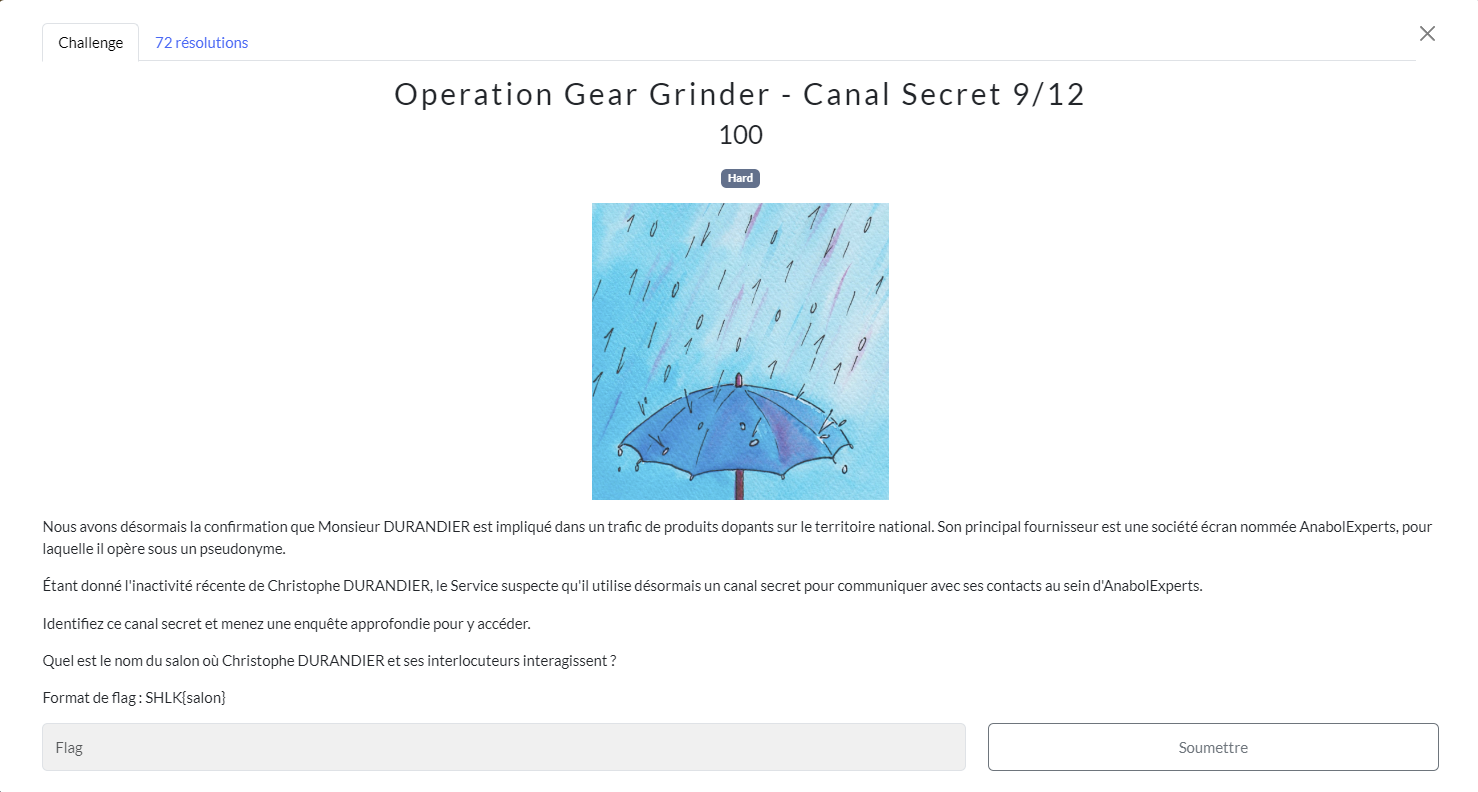 Challenge
72 résolutions
Operation Gear Grinder - Canal Secret 9/12
100
Hard
Nous avons désormais la confirmation que Monsieur DURANDIER est impliqué dans un trafic de produits dopants sur le territoire national. Son principal fournisseur est une société écran nommée AnabolExperts, pour
laquelle il opère sous un pseudonyme.
Étant donné l'inactivité récente de Christophe DURANDIER, le Service suspecte qu'il utilise désormais un canal secret pour communiquer avec ses contacts au sein d'AnabolExperts.
Identifiez ce canal secret et menez une enquête approfondie pour y accéder.
Quel est le nom du salon où Christophe DURANDIER et ses interlocuteurs interagissent ?
Format de flag : SHLK{salon}
Flag
Soumettre